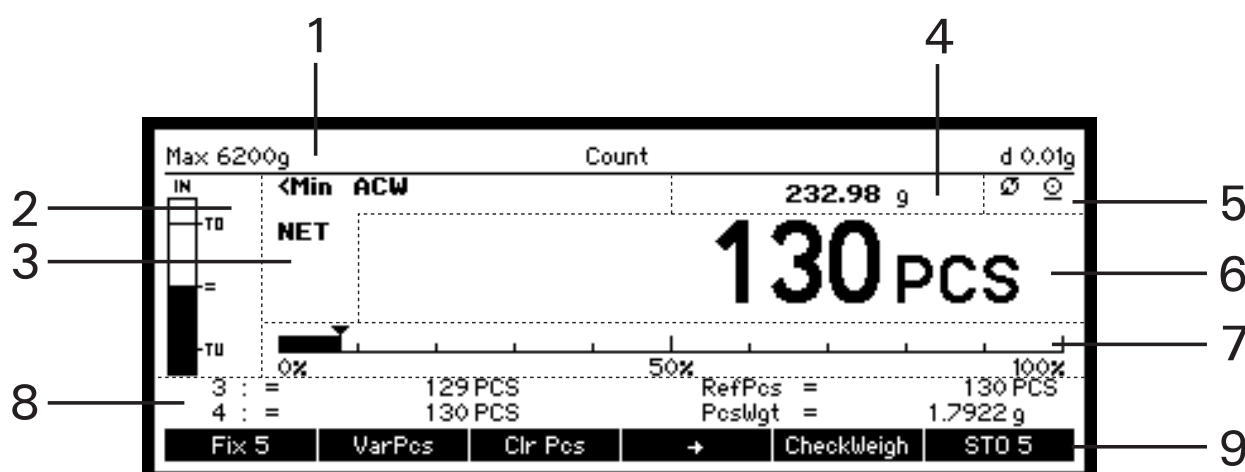 1
4
Max 6200g Count d 0.01g
IN <Min ACW 232.98 g
2 TO 5
NET 130 PCS
3 6
=
TU 7
0% 50% 100%
3 : = 129 PCS RefPcs = 130 PCS
8
4 : = 130 PCS PcsWgt = 1.7922 g
Fix 5 VarPcs Clr Pcs → CheckWeigh STO 5 9